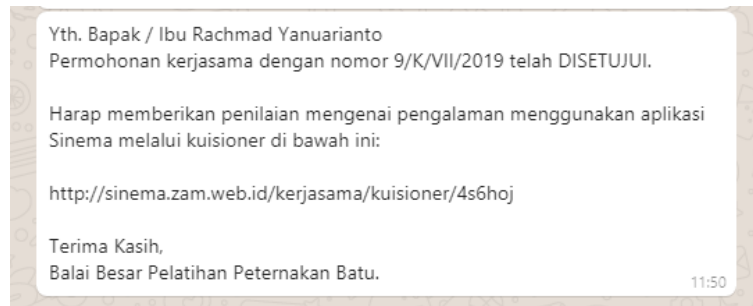 Yth. Bapak / Ibu Rachmad Yanuarianto
Permohonan kerjasama dengan nomor 9/K/VII/2019 telah DISETUJUI.
Harap memberikan penilaian mengenai pengalaman menggunakan aplikasi
Sinema melalui kuisioner di bawah ini:
http://sinema.zam.web.id/kerjasama/kuisioner/4s6hoj
Terima Kasih,
Balai Besar Pelatihan Peternakan Batu.
11:50